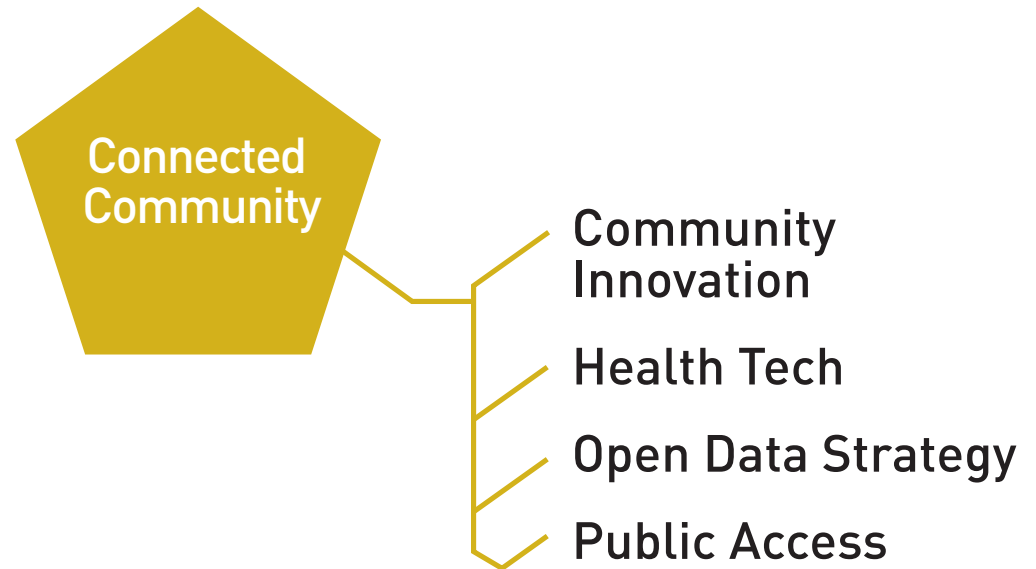 Connected
Community
Community
Innovation
Health Tech
Open Data Strategy
Public Access